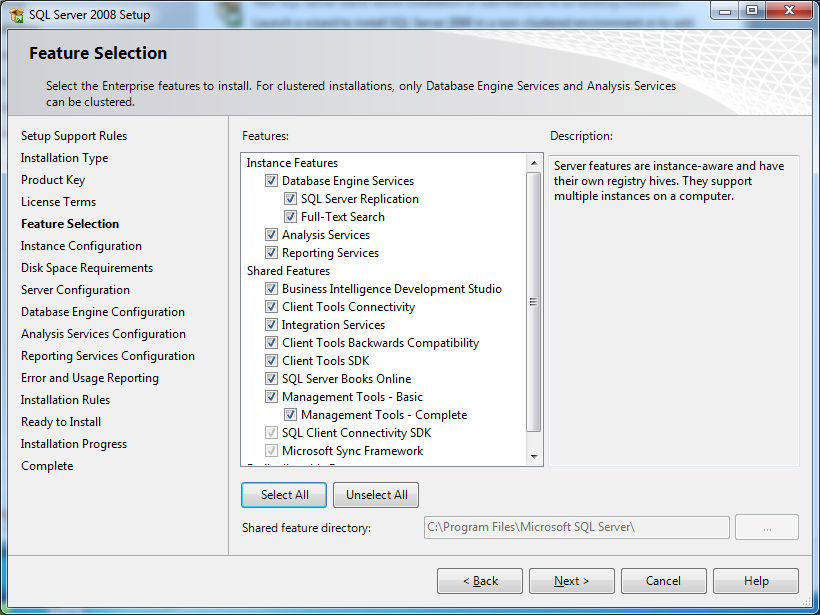 SQL Server 2008 Setup
Feature Selection
Select the Enterprise features to install. For clustered installations, only Database Engine Services and Analysis Services
can be clustered.
Setup Support Rules
Installation Type
Product Key
License Terms
Feature Selection
Instance Configuration
Disk Space Requirements
Server Configuration
Database Engine Configuration
Analysis Services Configuration
Reporting Services Configuration
Error and Usage Reporting
Installation Rules
Ready to Install
Installation Progress
Complete
Features:
Instance Features
Database Engine Services
SQL Server Replication
Full-Text Search
Analysis Services
Reporting Services
Shared Features
Business Intelligence Development Studio
Client Tools Connectivity
Integration Services
Client Tools Backwards Compatibility
Client Tools SDK
SQL Server Books Online
Management Tools - Basic
Management Tools - Complete
SQL Client Connectivity SDK
Microsoft Sync Framework
Description:
Server features are instance-aware and have
their own registry hives. They support
multiple instances on a computer.
Select All
Unselect All
Shared feature directory:
C:\Program Files\Microsoft SQL Server\
...
< Back
Next >
Cancel
Help